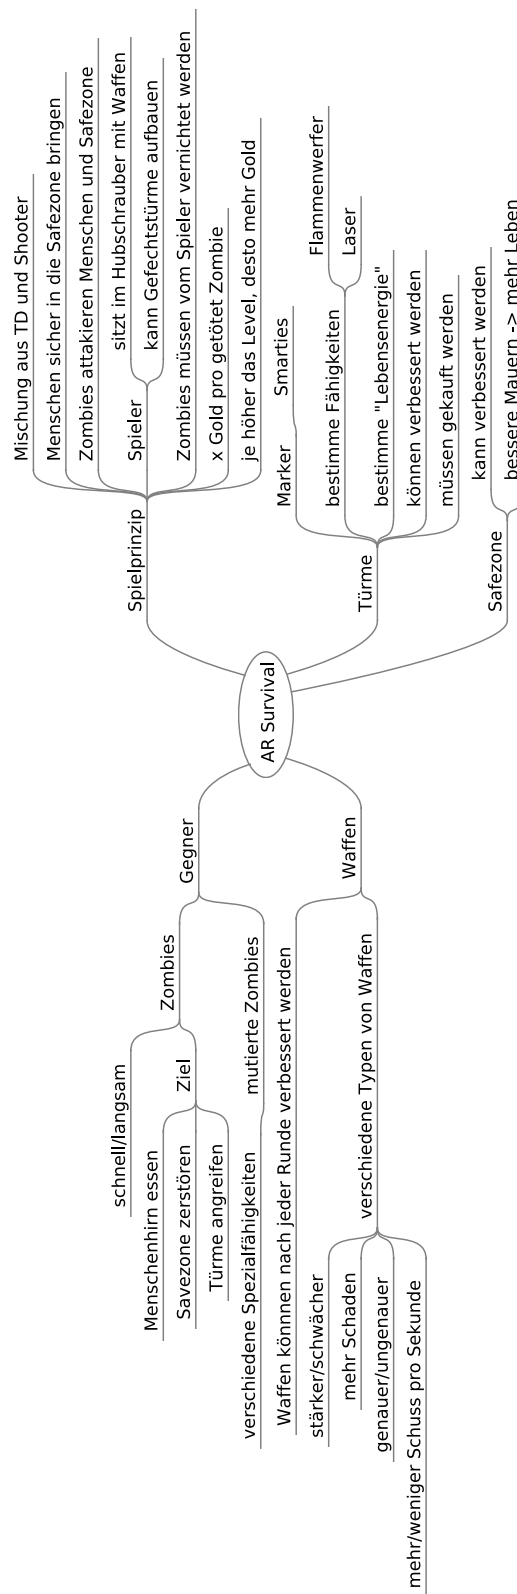 AR Survival
Spielprinzip
Mischung aus TD und Shooter
Menschen sicher in die Safezone bringen
Zombies attakieren Menschen und Safezone
Spieler
sitzt im Hubschrauber mit Waffen
kann Gefechtstürme aufbauen
Zombies müssen vom Spieler vernichtet werden
x Gold pro getötet Zombie
je höher das Level, desto mehr Gold
Türme
Marker
Smarties
bestimme Fähigkeiten
Flammenwerfer
Laser
bestimme "Lebensenergie"
können verbessert werden
müssen gekauft werden
Safezone
kann verbessert werden
bessere Mauern -> mehr Leben
Gegner
Zombies
schnell/langsam
Ziel
Menschenhirn essen
Savezone zerstören
Türme angreifen
mutierte Zombies
verschiedene Spezialfähigkeiten
Waffen
Waffen könnnen nach jeder Runde verbessert werden
verschiedene Typen von Waffen
stärker/schwächer
mehr Schaden
genauer/ungenauer
mehr/weniger Schuss pro Sekunde